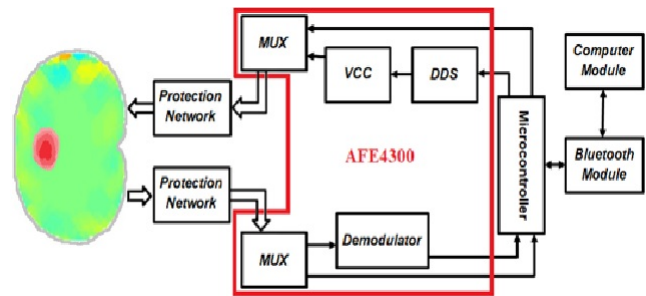 MUX
VCC
DDS
Protection
Network
AFE4300
Microcontroller
Computer
Module
Bluetooth
Module
Protection
Network
MUX
Demodulator